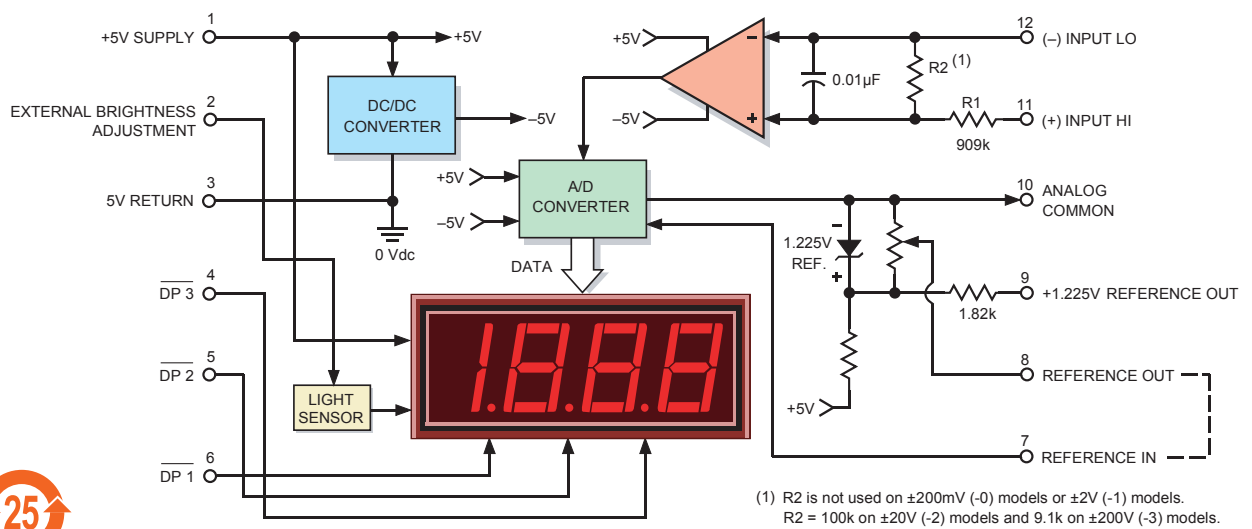 1
+5V SUPPLY
+5V
2
EXTERNAL BRIGHTNESS
ADJUSTMENT
DC/DC
CONVERTER
–5V
3
5V RETURN
0 Vdc
4
DP 3
5
DP 2
6
DP 1
LIGHT
SENSOR
+5V
–5V
–
+
0.01µF
R2 (1)
R1
909k
12
(–) INPUT LO
11
(+) INPUT HI
+5V
–5V
A/D
CONVERTER
DATA
1.8.8.8
10
ANALOG
COMMON
–
1.225V
REF.
+
1.82k
9
+1.225V REFERENCE OUT
+5V
8
REFERENCE OUT
7
REFERENCE IN
(1) R2 is not used on ±200mV (-0) models or ±2V (-1) models.
R2 = 100k on ±20V (-2) models and 9.1k on ±200V (-3) models.
25